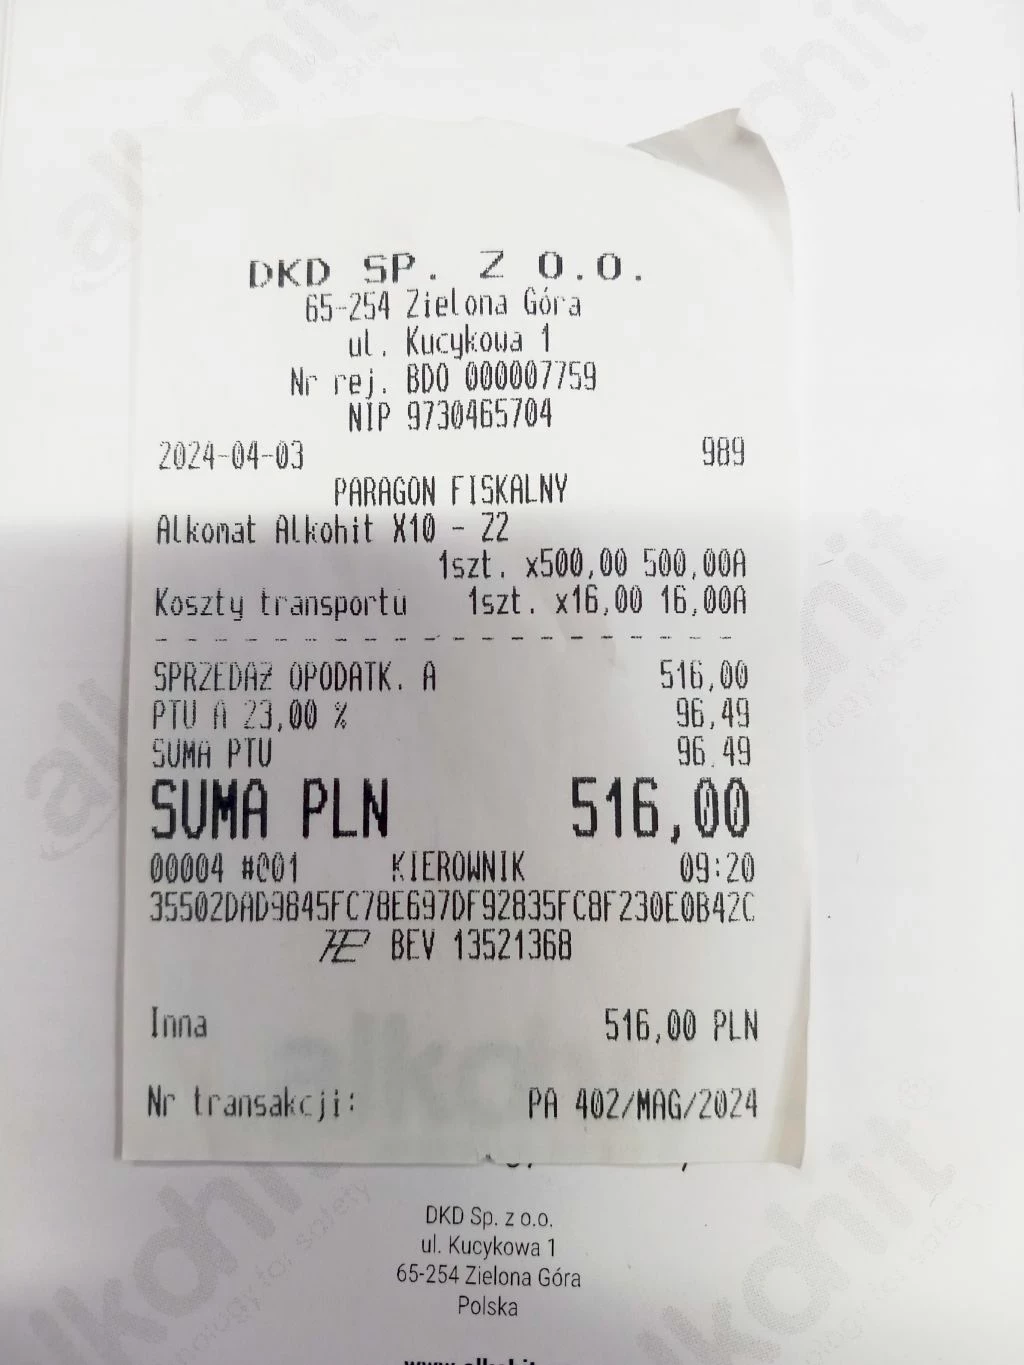 DKD SP. Z O.O.
65-254 Zielona Góra
ul. Kucykowa 1
Nr rej. BDO 000007759
NIP 9730465704
2024-04-03 989
PARAGON FISKALNY
Alkomat Alkohit X10 - Z2
1szt. x500,00 500,00A
Koszty transportu 1szt. x16,00 16,00A
SPRZEDAŻ OPODATK. A 516,00
PTU A 23,00 % 96,49
SUMA PTU 96,49
SUMA PLN 516,00
00004 #001 KIEROWNIK 09:20
35502DAD9845FC78E697DF92835FC8F230E0B42C
BEV 13521368
Inna 516,00 PLN
Nr transakcji: PA 402/MAG/2024
DKD Sp. z o.o.
ul. Kucykowa 1
65-254 Zielona Góra
Polska